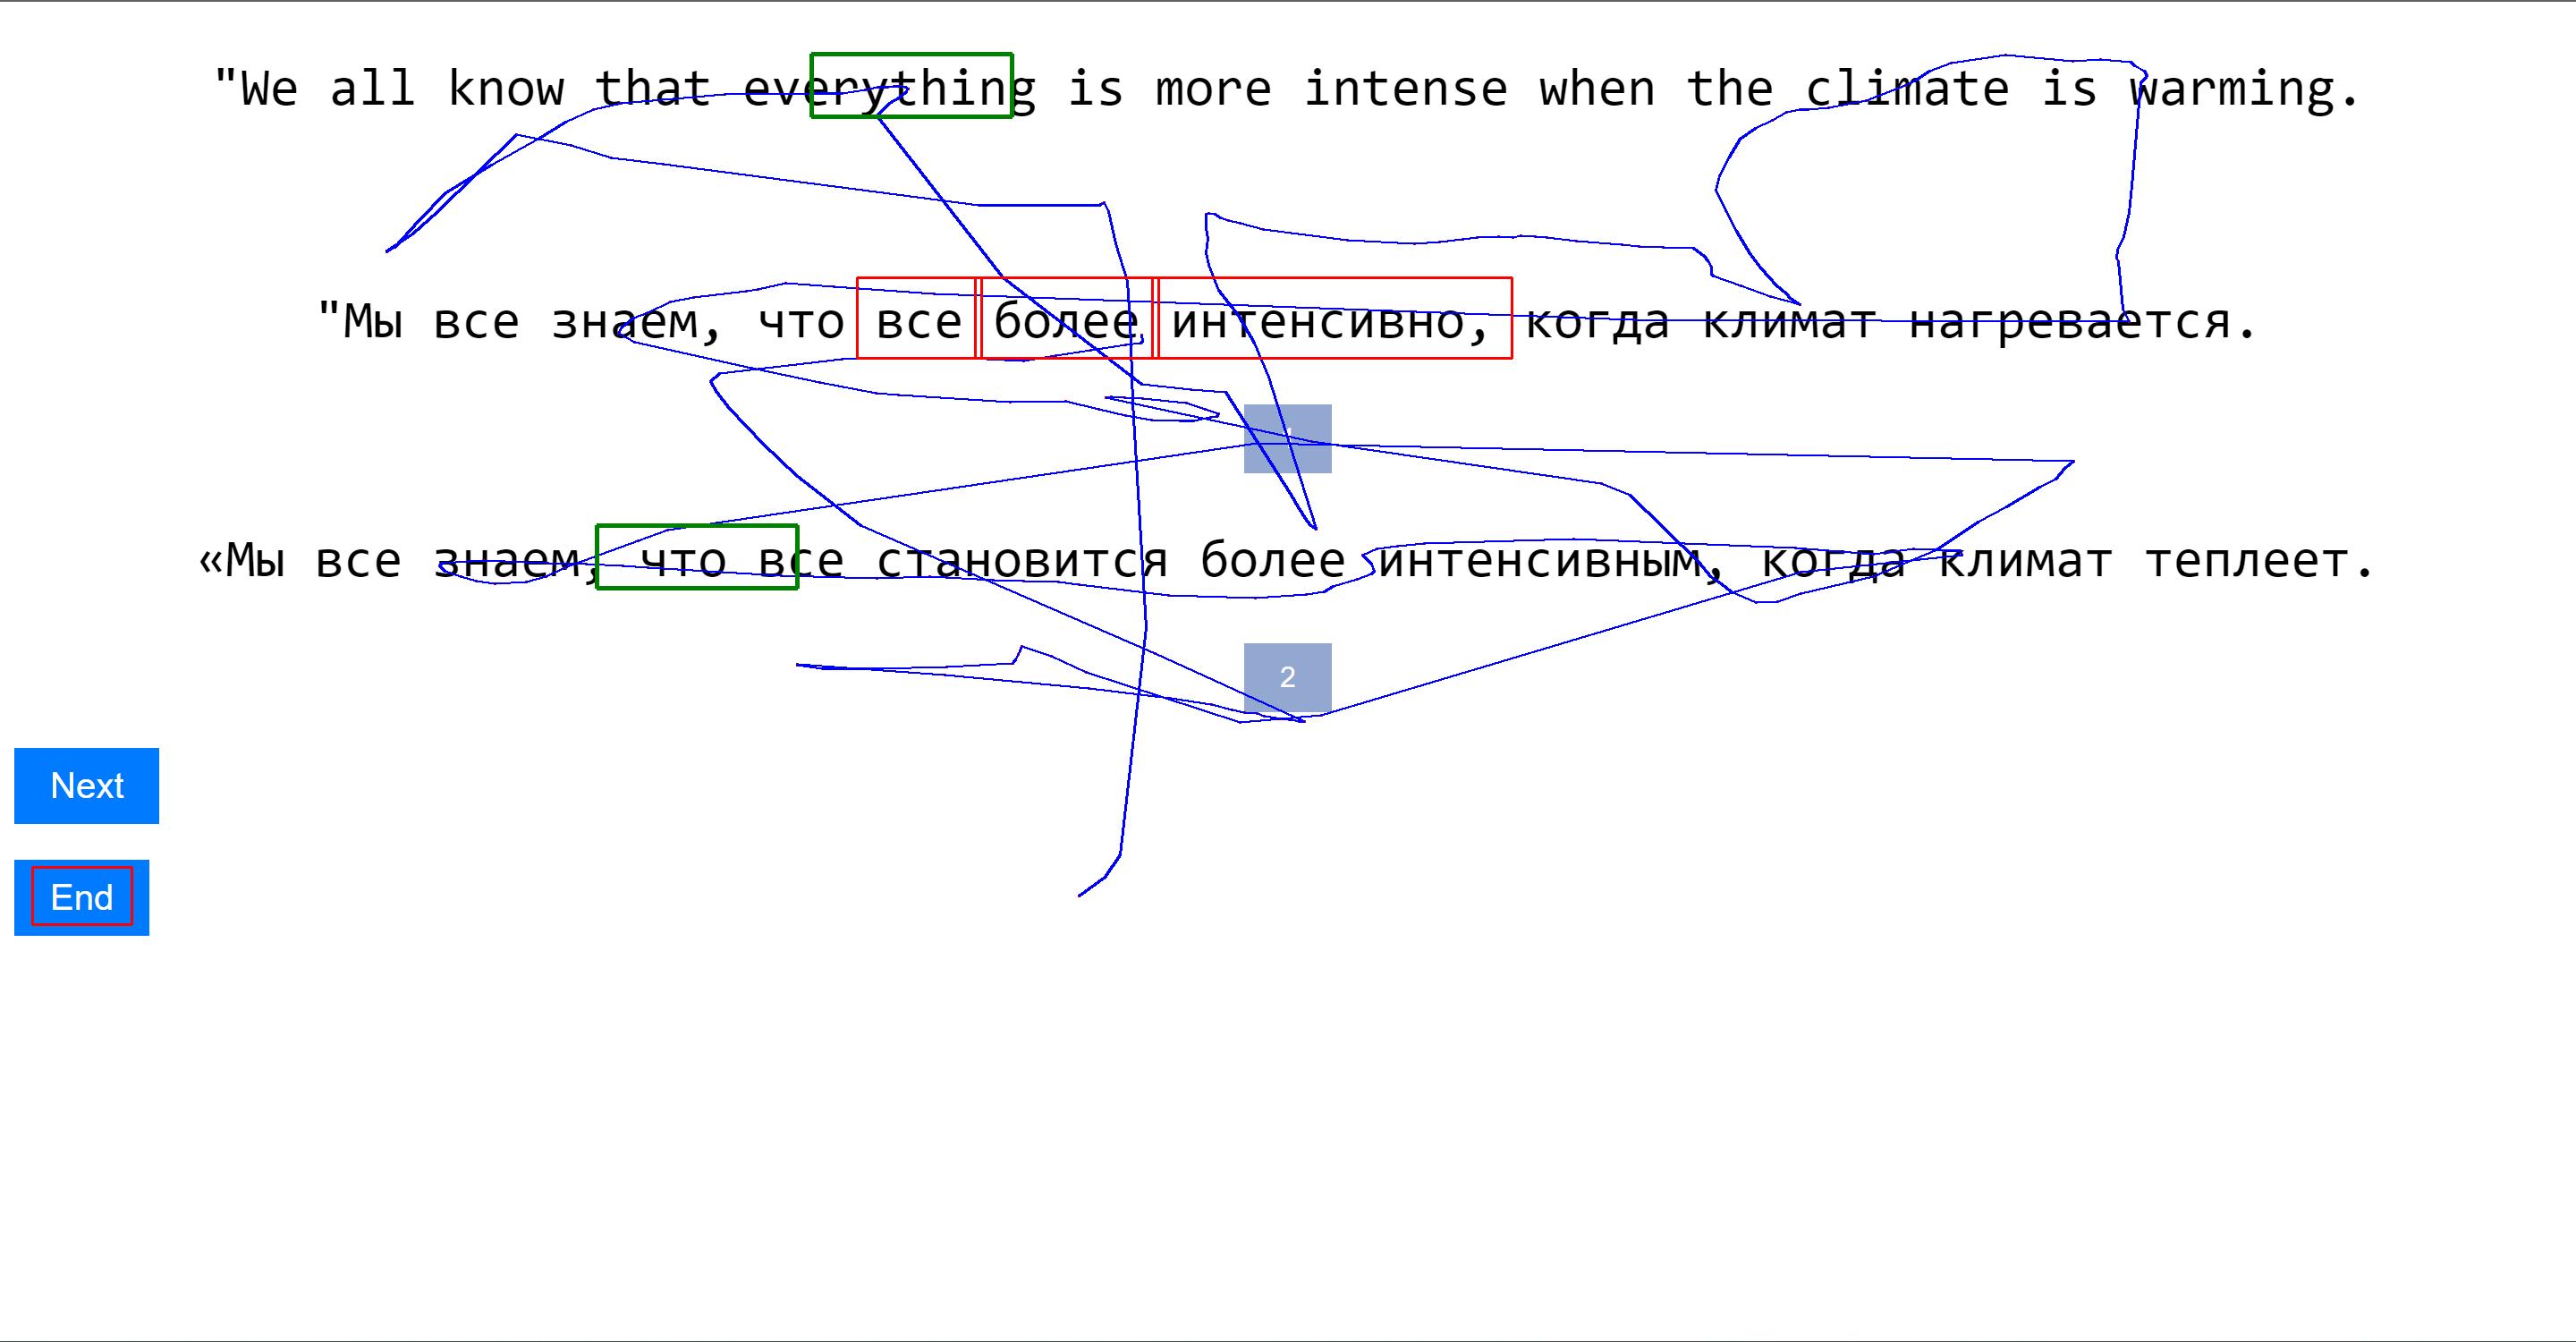 "We all know that everything is more intense when the climate is warming.
"Мы все знаем, что все более интенсивно, когда климат нагревается.
«Мы все знаем, что все становится более интенсивным, когда климат теплеет.
2
Next
End